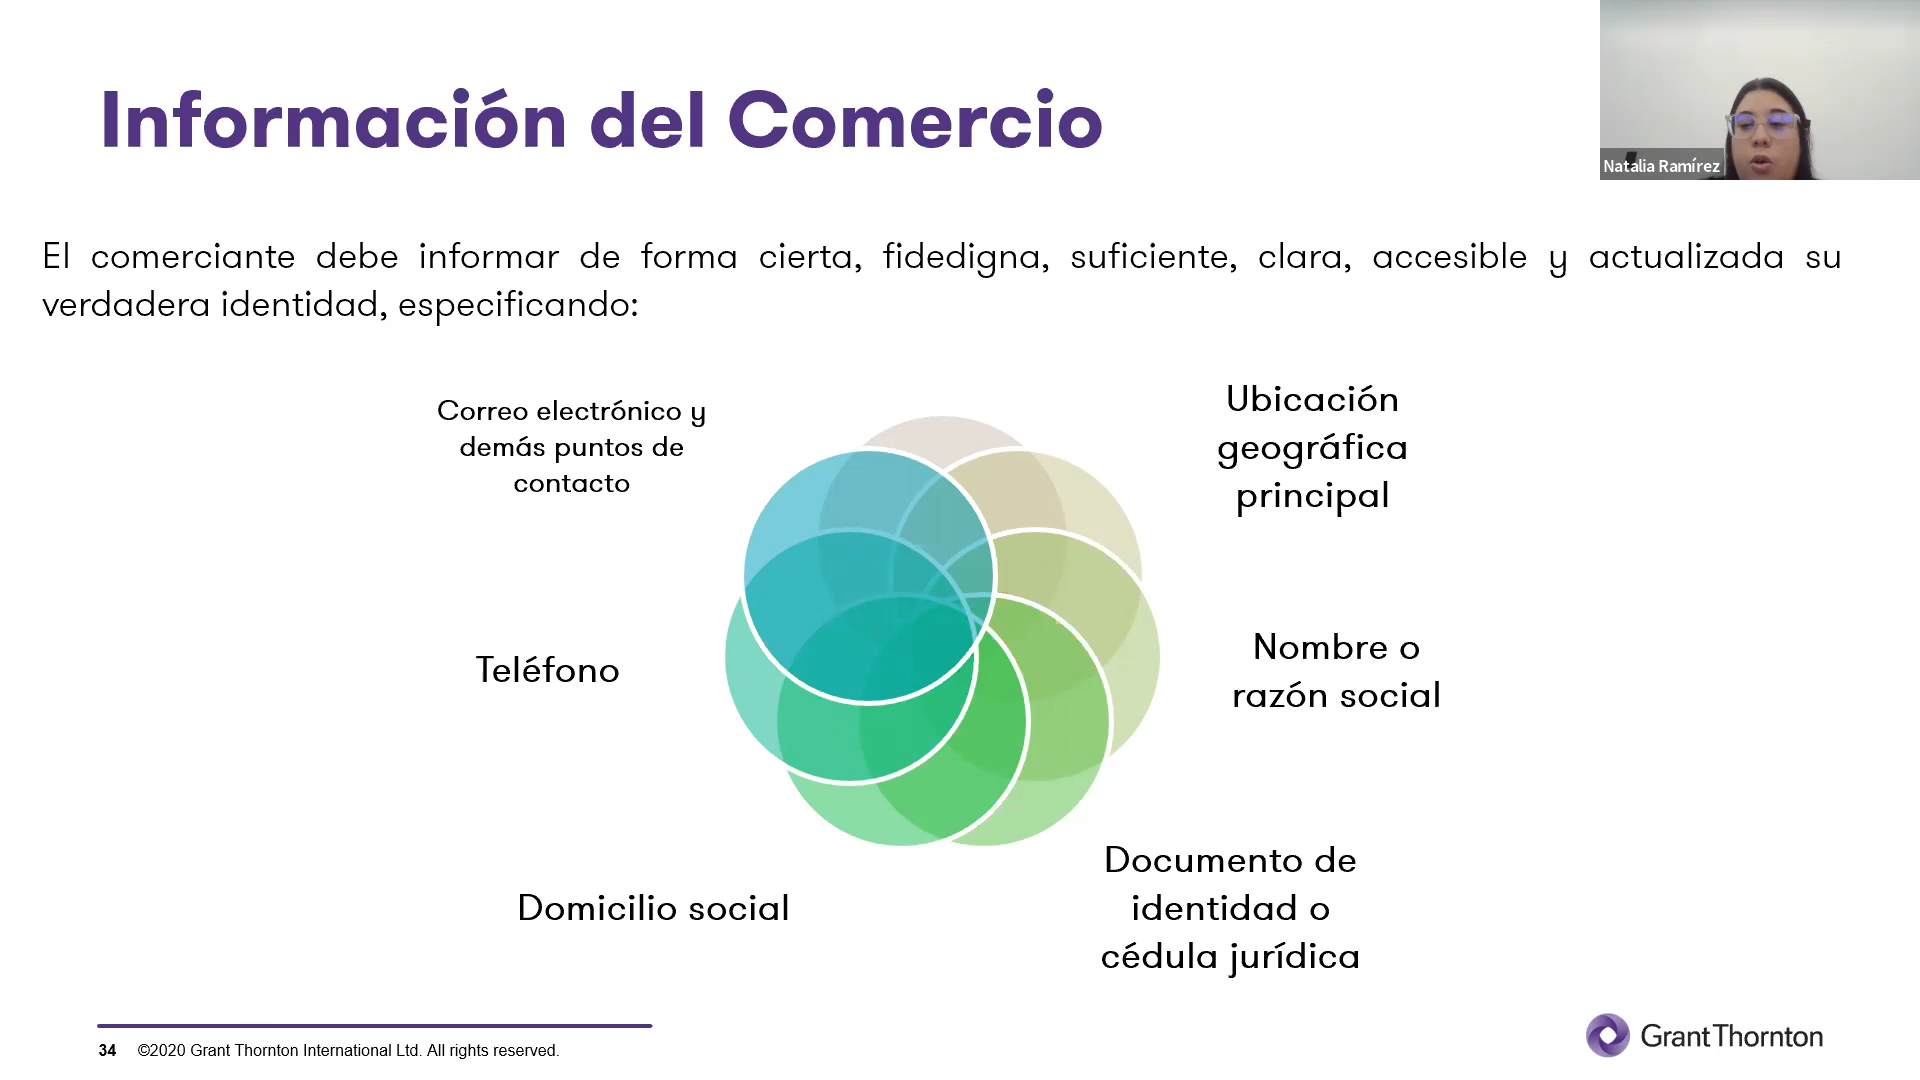 Información del Comercio
Natalia Ramírez
El comerciante debe informar de forma cierta, fidedigna, suficiente, clara, accesible y actualizada su
verdadera identidad, especificando:
Correo electrónico y
demás puntos de
contacto
Ubicación
geográfica
principal
Teléfono
Nombre o
razón social
Domicilio social
Documento de
identidad o
cédula jurídica
34 ©2020 Grant Thornton International Ltd. All rights reserved.
GrantThornton